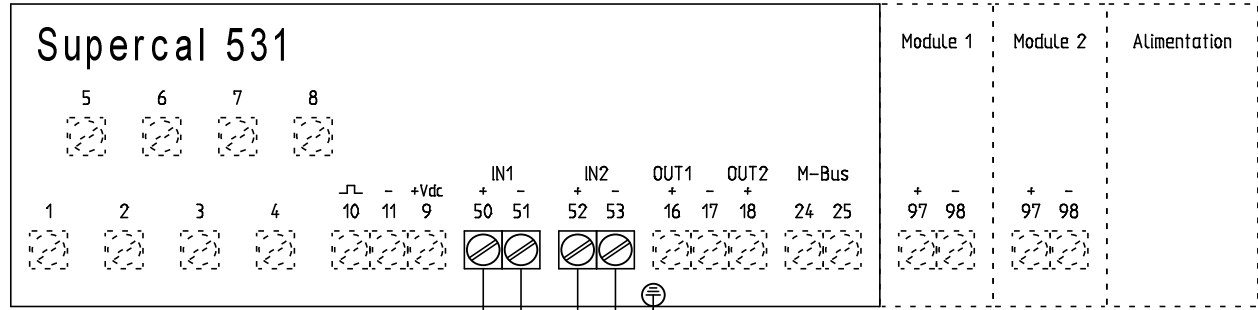 Supercal 531
Module 1 Module 2 Alimentation
5 6 7 8
IN1 IN2 OUT1 OUT2 M-Bus
- +Vdc + - + - + - + + - + -
1 2 3 4 10 11 9 50 51 52 53 16 17 18 24 25 97 98 97 98